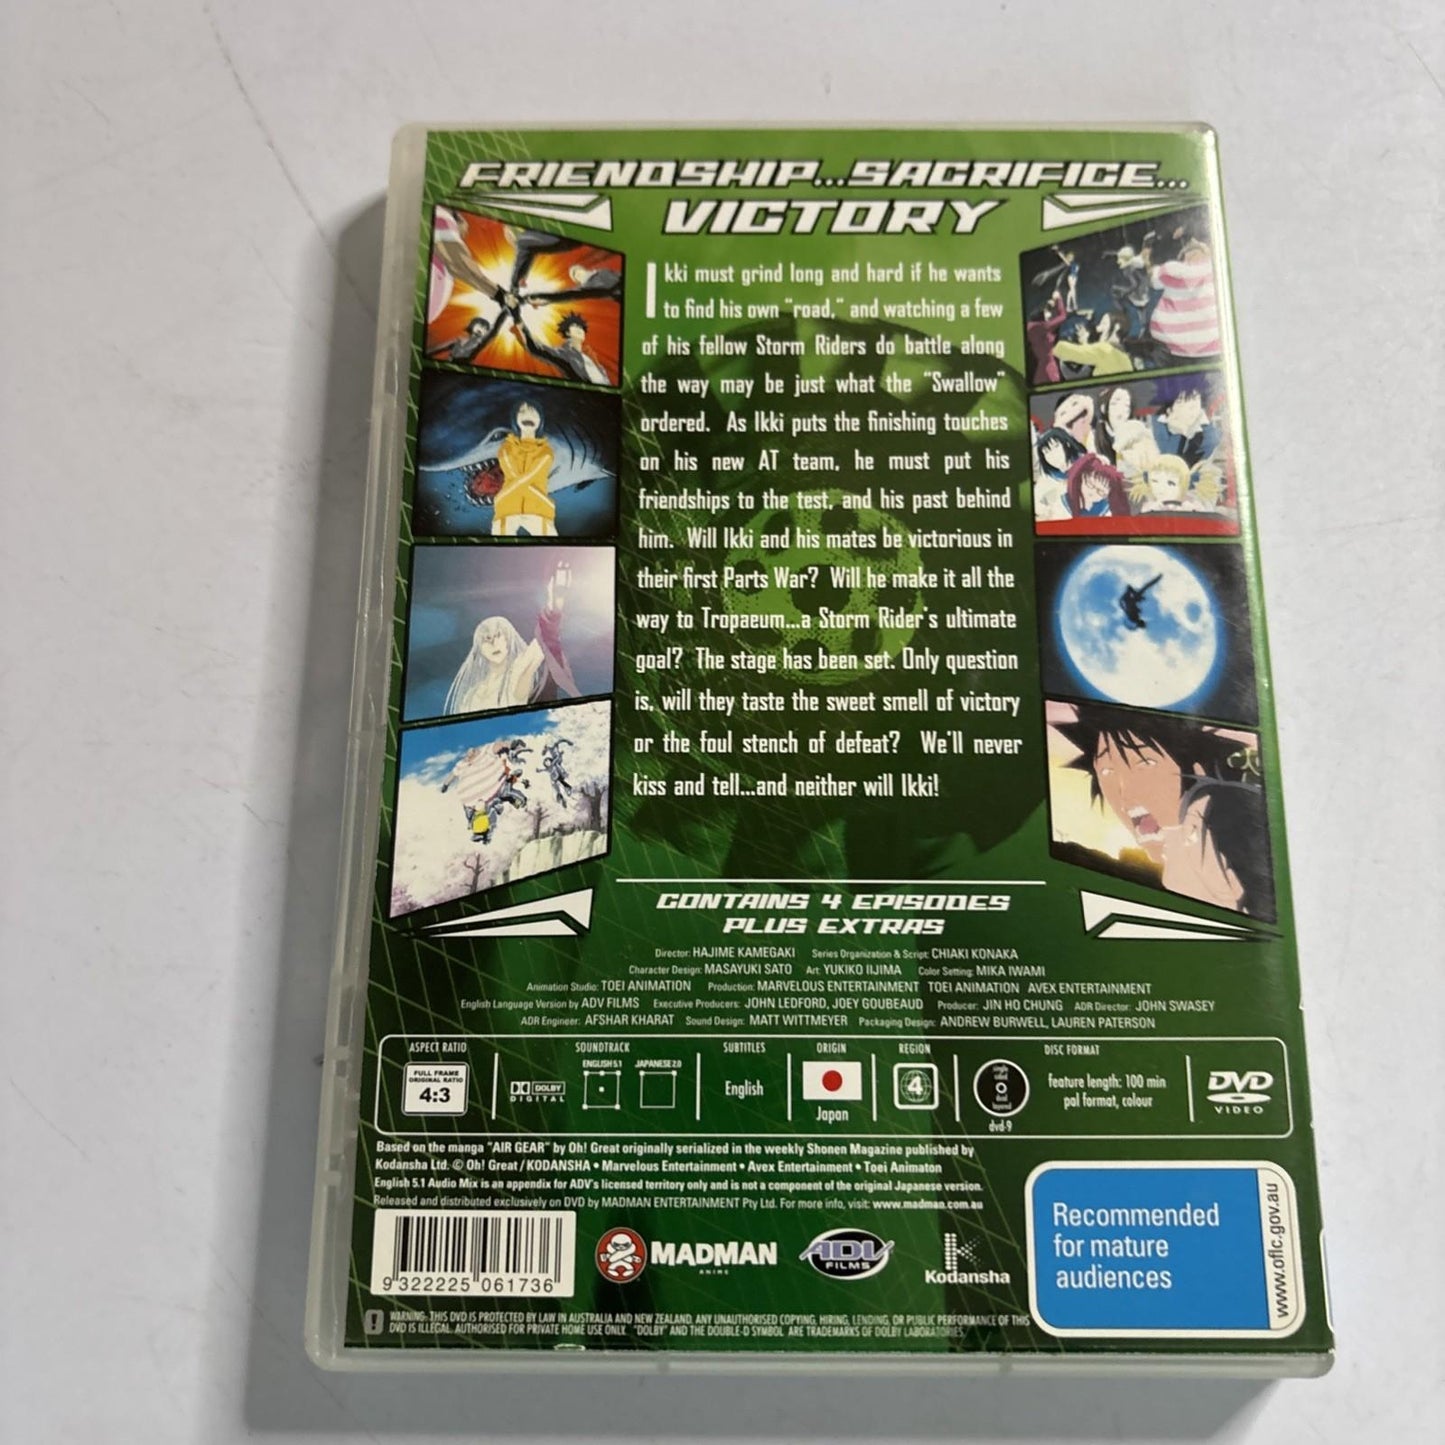 FRIENDSHIP...SACRIFICE...
VICTORY
Ikki must grind long and hard if he wants
to find his own "road," and watching a few
of his fellow Storm Riders do battle along
the way may be just what the "Swallow"
ordered. As Ikki puts the finishing touches
on his new AT team, he must put his
friendships to the test, and his past behind
him. Will Ikki and his mates be victorious in
their first Parts War? Will he make it all the
way to Tropaeum...a Storm Rider's ultimate
goal? The stage has been set. Only question
is, will they taste the sweet smell of victory
or the foul stench of defeat? We'll never
kiss and tell...and neither will Ikki!
CONTAINS 4 EPISODES
PLUS EXTRAS
Director: HAJIME KAMEGAKI Series Organization & Script: CHIAKI KONAKA
Character Design: MASAYUKI SATO Art: YUKIKO IIJIMA Color Setting: MIKA IWAMI
Animation Studio: TOEI ANIMATION Production: MARVELOUS ENTERTAINMENT TOEI ANIMATION AVEX ENTERTAINMENT
English Language Version by ADV FILMS Executive Producers: JOHN LEDFORD, JOEY GOUBEAUD Producer: JIN HO CHUNG ADR Director: JOHN SWASEY
ADR Engineer: AFSHAR KHARAT Sound Design: MATT WITTMEYER Packaging Design: ANDREW BURWELL, LAUREN PATERSON
ASPECT RATIO SOUNDTRACK SUBTITLES ORIGIN REGION DISC FORMAT
FULL FRAME
ORIGINAL RATIO
4:3
DOLBY
DIGITAL
ENGLISH 5.1 JAPANESE 2.0
English
Japan
4
single sided
dual layered
dvd-9
feature length: 100 min
pal format, colour
DVD
VIDEO
Based on the manga "AIR GEAR" by Oh! Great originally serialized in the weekly Shonen Magazine published by
Kodansha Ltd. © Oh! Great / KODANSHA • Marvelous Entertainment • Avex Entertainment • Toei Animaton
English 5.1 Audio Mix is an appendix for ADV's licensed territory only and is not a component of the original Japanese version.
Released and distributed exclusively on DVD by MADMAN ENTERTAINMENT Pty Ltd. For more info, visit: www.madman.com.au
9 322225 061736
MADMAN
ANIME
ADV
FILMS
Kodansha
Recommended
for mature
audiences
www.oflc.gov.au
WARNING: THIS DVD IS PROTECTED BY LAW IN AUSTRALIA AND NEW ZEALAND. ANY UNAUTHORISED COPYING, HIRING, LENDING, OR PUBLIC PERFORMANCE OF THIS
DVD IS ILLEGAL. AUTHORISED FOR PRIVATE HOME USE ONLY. "DOLBY" AND THE DOUBLE-D SYMBOL ARE TRADEMARKS OF DOLBY LABORATORIES.